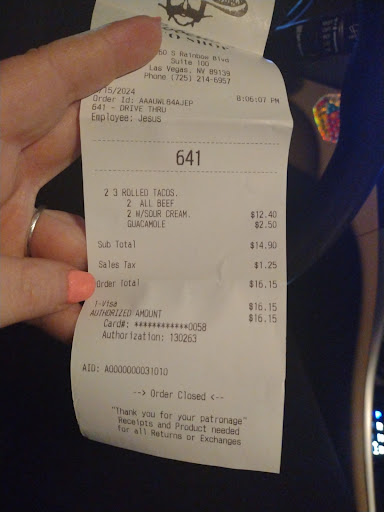 O SHOP
50 S Rainbow Blvd
Suite 100
Las Vegas, NV 89139
Phone (725) 214-6957
/15/2024 8:06:07 PM
Order Id: AAAUWL64AJEP
641 - DRIVE THRU
Employee: Jesus
641
2 3 ROLLED TACOS.
2 ALL BEEF
2 W/SOUR CREAM. $12.40
GUACAMOLE $2.50
Sub Total $14.90
Sales Tax $1.25
Order Total $16.15
1-Visa $16.15
AUTHORIZED AMOUNT $16.15
Card#: ************0058
Authorization: 130263
AID: A0000000031010
--> Order Closed <--
"Thank you for your patronage"
Receipts and Product needed
for all Returns or Exchanges